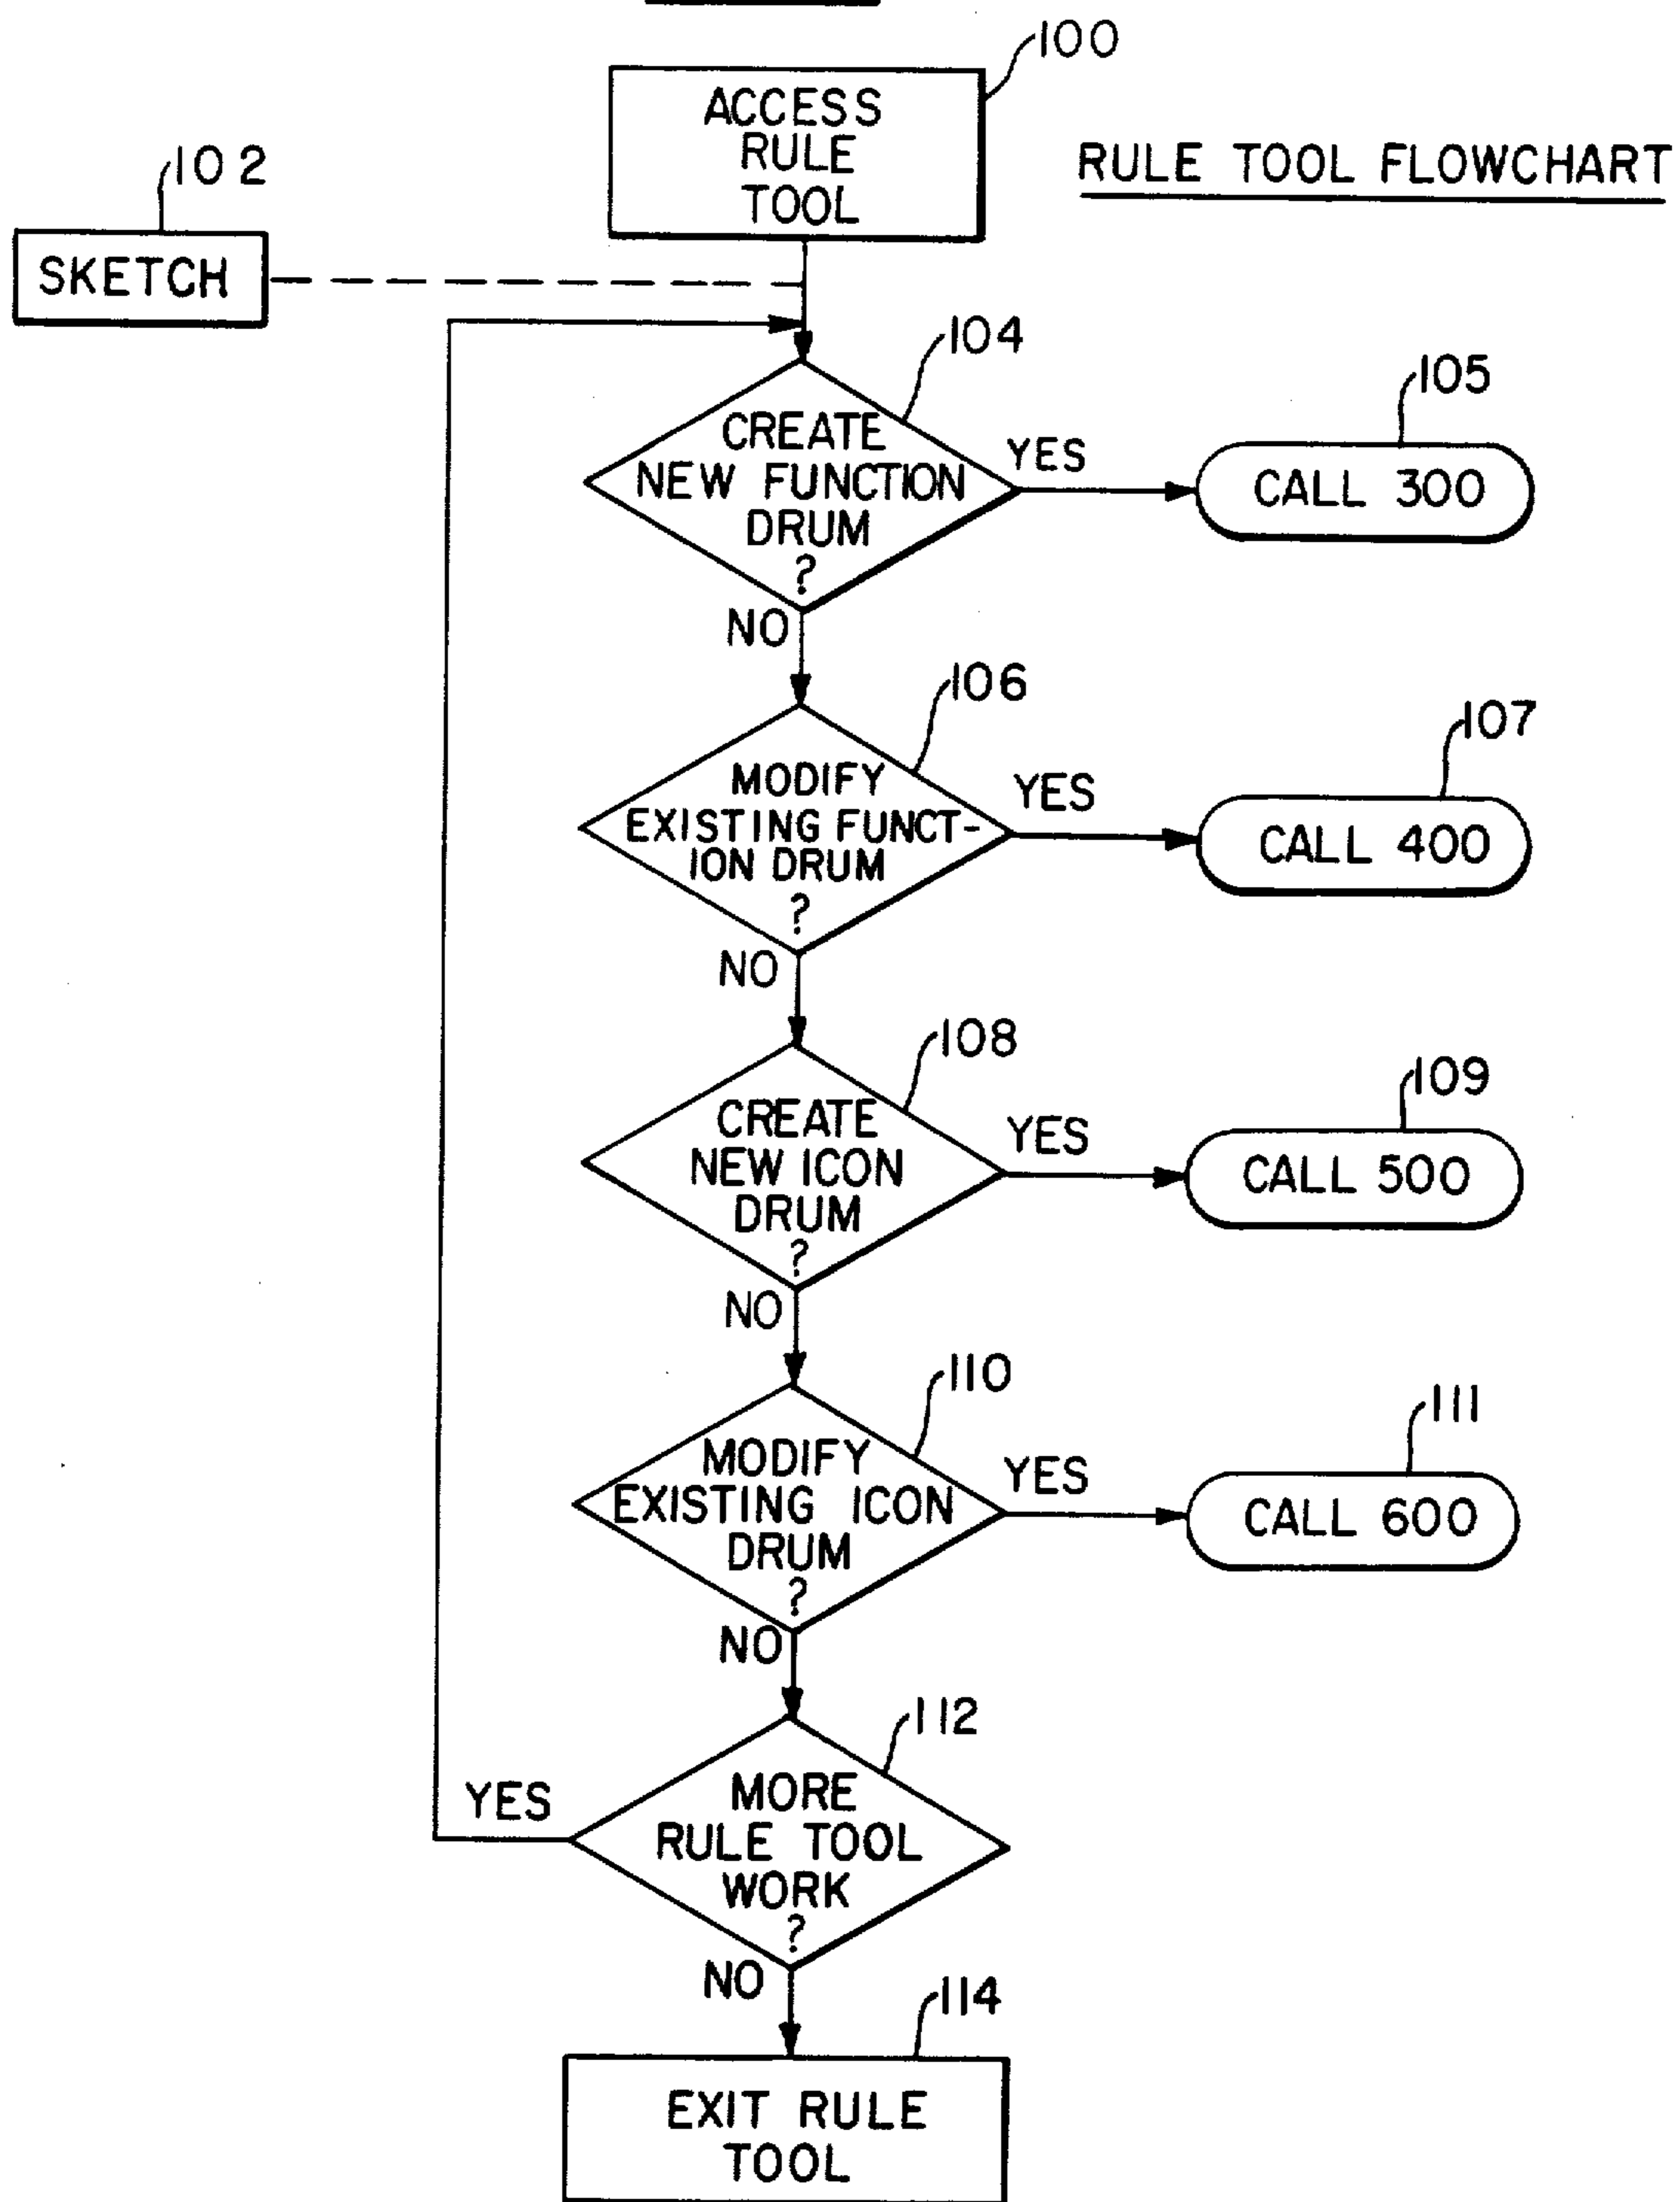 100
ACCESS
RULE
TOOL
RULE TOOL FLOWCHART
102
SKETCH
104
CREATE
NEW FUNCTION
DRUM
?
YES
105
CALL 300
NO
106
MODIFY
EXISTING FUNCT-
ION DRUM
?
YES
107
CALL 400
NO
108
CREATE
NEW ICON
DRUM
?
YES
109
CALL 500
NO
110
MODIFY
EXISTING ICON
DRUM
?
YES
111
CALL 600
NO
112
MORE
RULE TOOL
WORK
?
YES
NO
114
EXIT RULE
TOOL